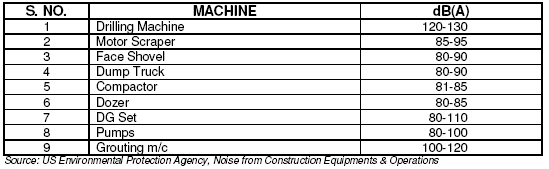 S. NO. MACHINE dB(A)
1 Drilling Machine 120-130
2 Motor Scraper 85-95
3 Face Shovel 80-90
4 Dump Truck 80-90
5 Compactor 81-85
6 Dozer 80-85
7 DG Set 80-110
8 Pumps 80-100
9 Grouting m/c 100-120
Source: US Environmental Protection Agency, Noise from Construction Equipments & Operations